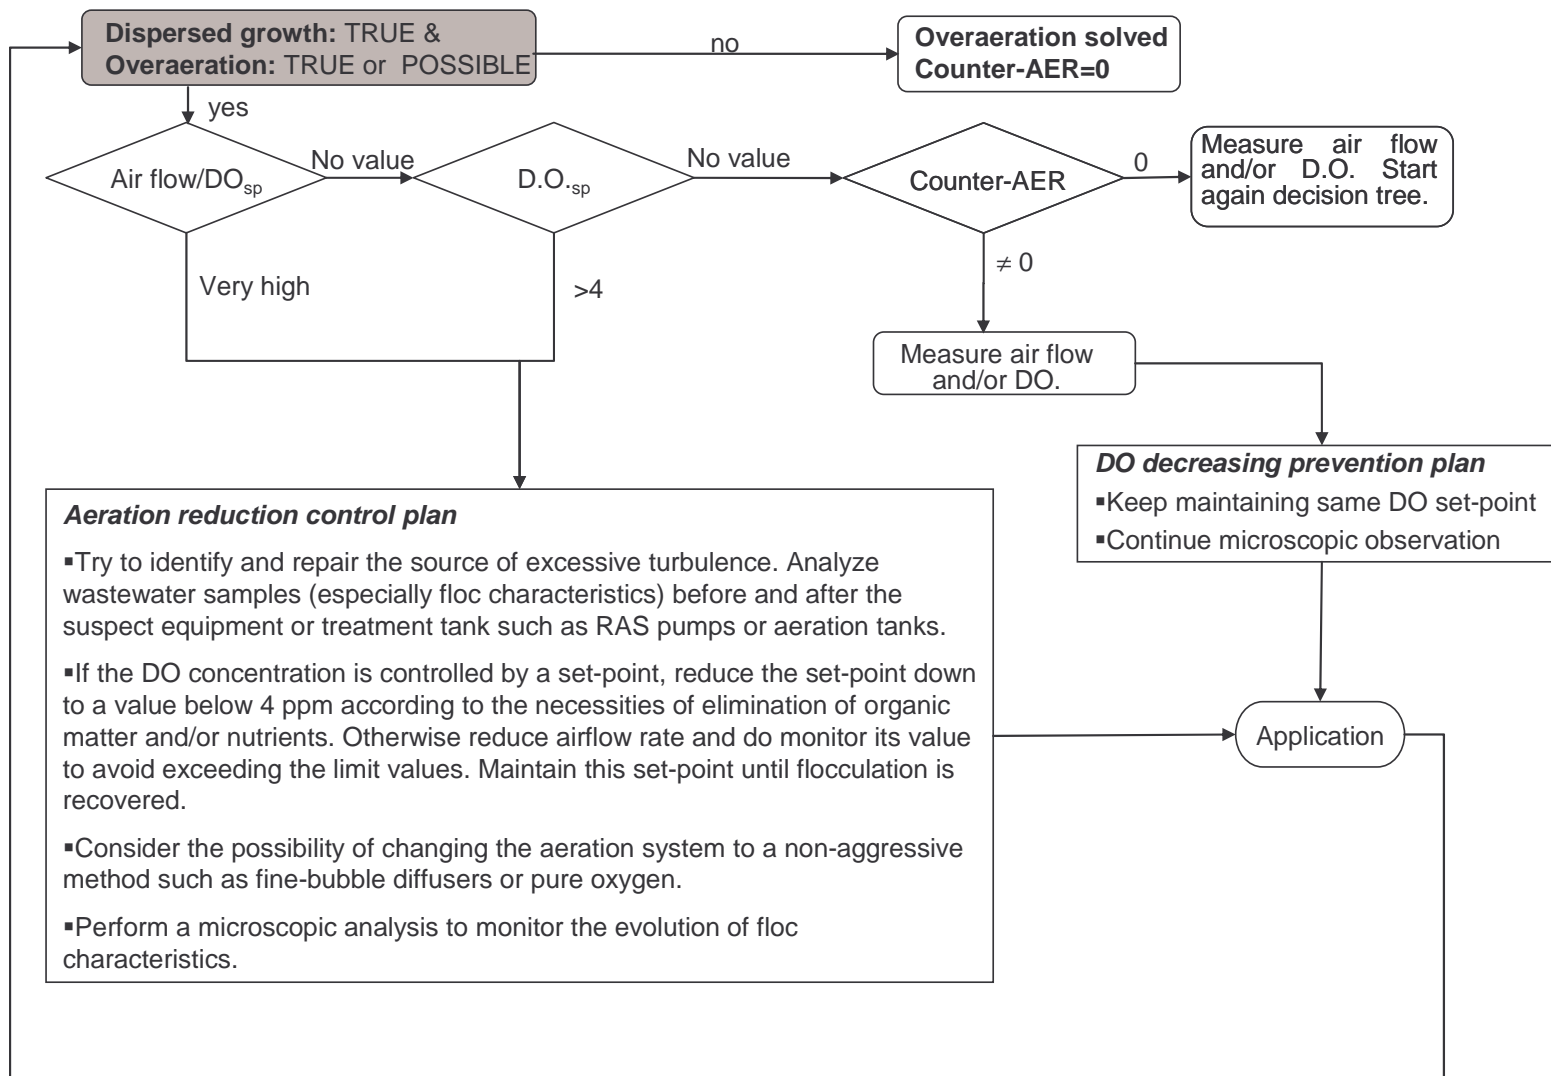 Dispersed growth: TRUE &
Overaeration: TRUE or POSSIBLE
no
Overaeration solved
Counter-AER=0
yes
Air flow/DOsp
No value
D.O.sp
No value
Counter-AER
0
Measure air flow
and/or D.O. Start
again decision tree.
Very high
>4
≠ 0
Measure air flow
and/or DO.
DO decreasing prevention plan
▪Keep maintaining same DO set-point
▪Continue microscopic observation
Aeration reduction control plan
▪Try to identify and repair the source of excessive turbulence. Analyze
wastewater samples (especially floc characteristics) before and after the
suspect equipment or treatment tank such as RAS pumps or aeration tanks.
▪If the DO concentration is controlled by a set-point, reduce the set-point down
to a value below 4 ppm according to the necessities of elimination of organic
matter and/or nutrients. Otherwise reduce airflow rate and do monitor its value
to avoid exceeding the limit values. Maintain this set-point until flocculation is
recovered.
▪Consider the possibility of changing the aeration system to a non-aggressive
method such as fine-bubble diffusers or pure oxygen.
▪Perform a microscopic analysis to monitor the evolution of floc
characteristics.
Application